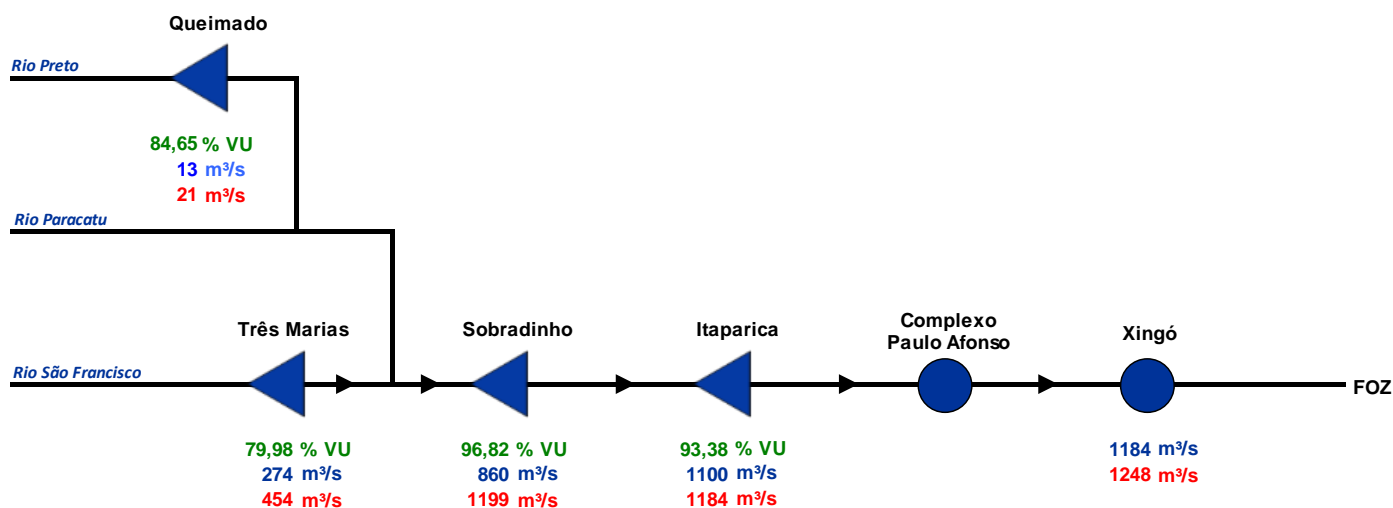 Queimado
Rio Preto
84,65 % VU
13 m³/s
21 m³/s
Rio Paracatu
Três Marias
Sobradinho
Itaparica
Complexo
Paulo Afonso
Xingó
Rio São Francisco
FOZ
79,98 % VU
274 m³/s
454 m³/s
96,82 % VU
860 m³/s
1199 m³/s
93,38 % VU
1100 m³/s
1184 m³/s
1184 m³/s
1248 m³/s